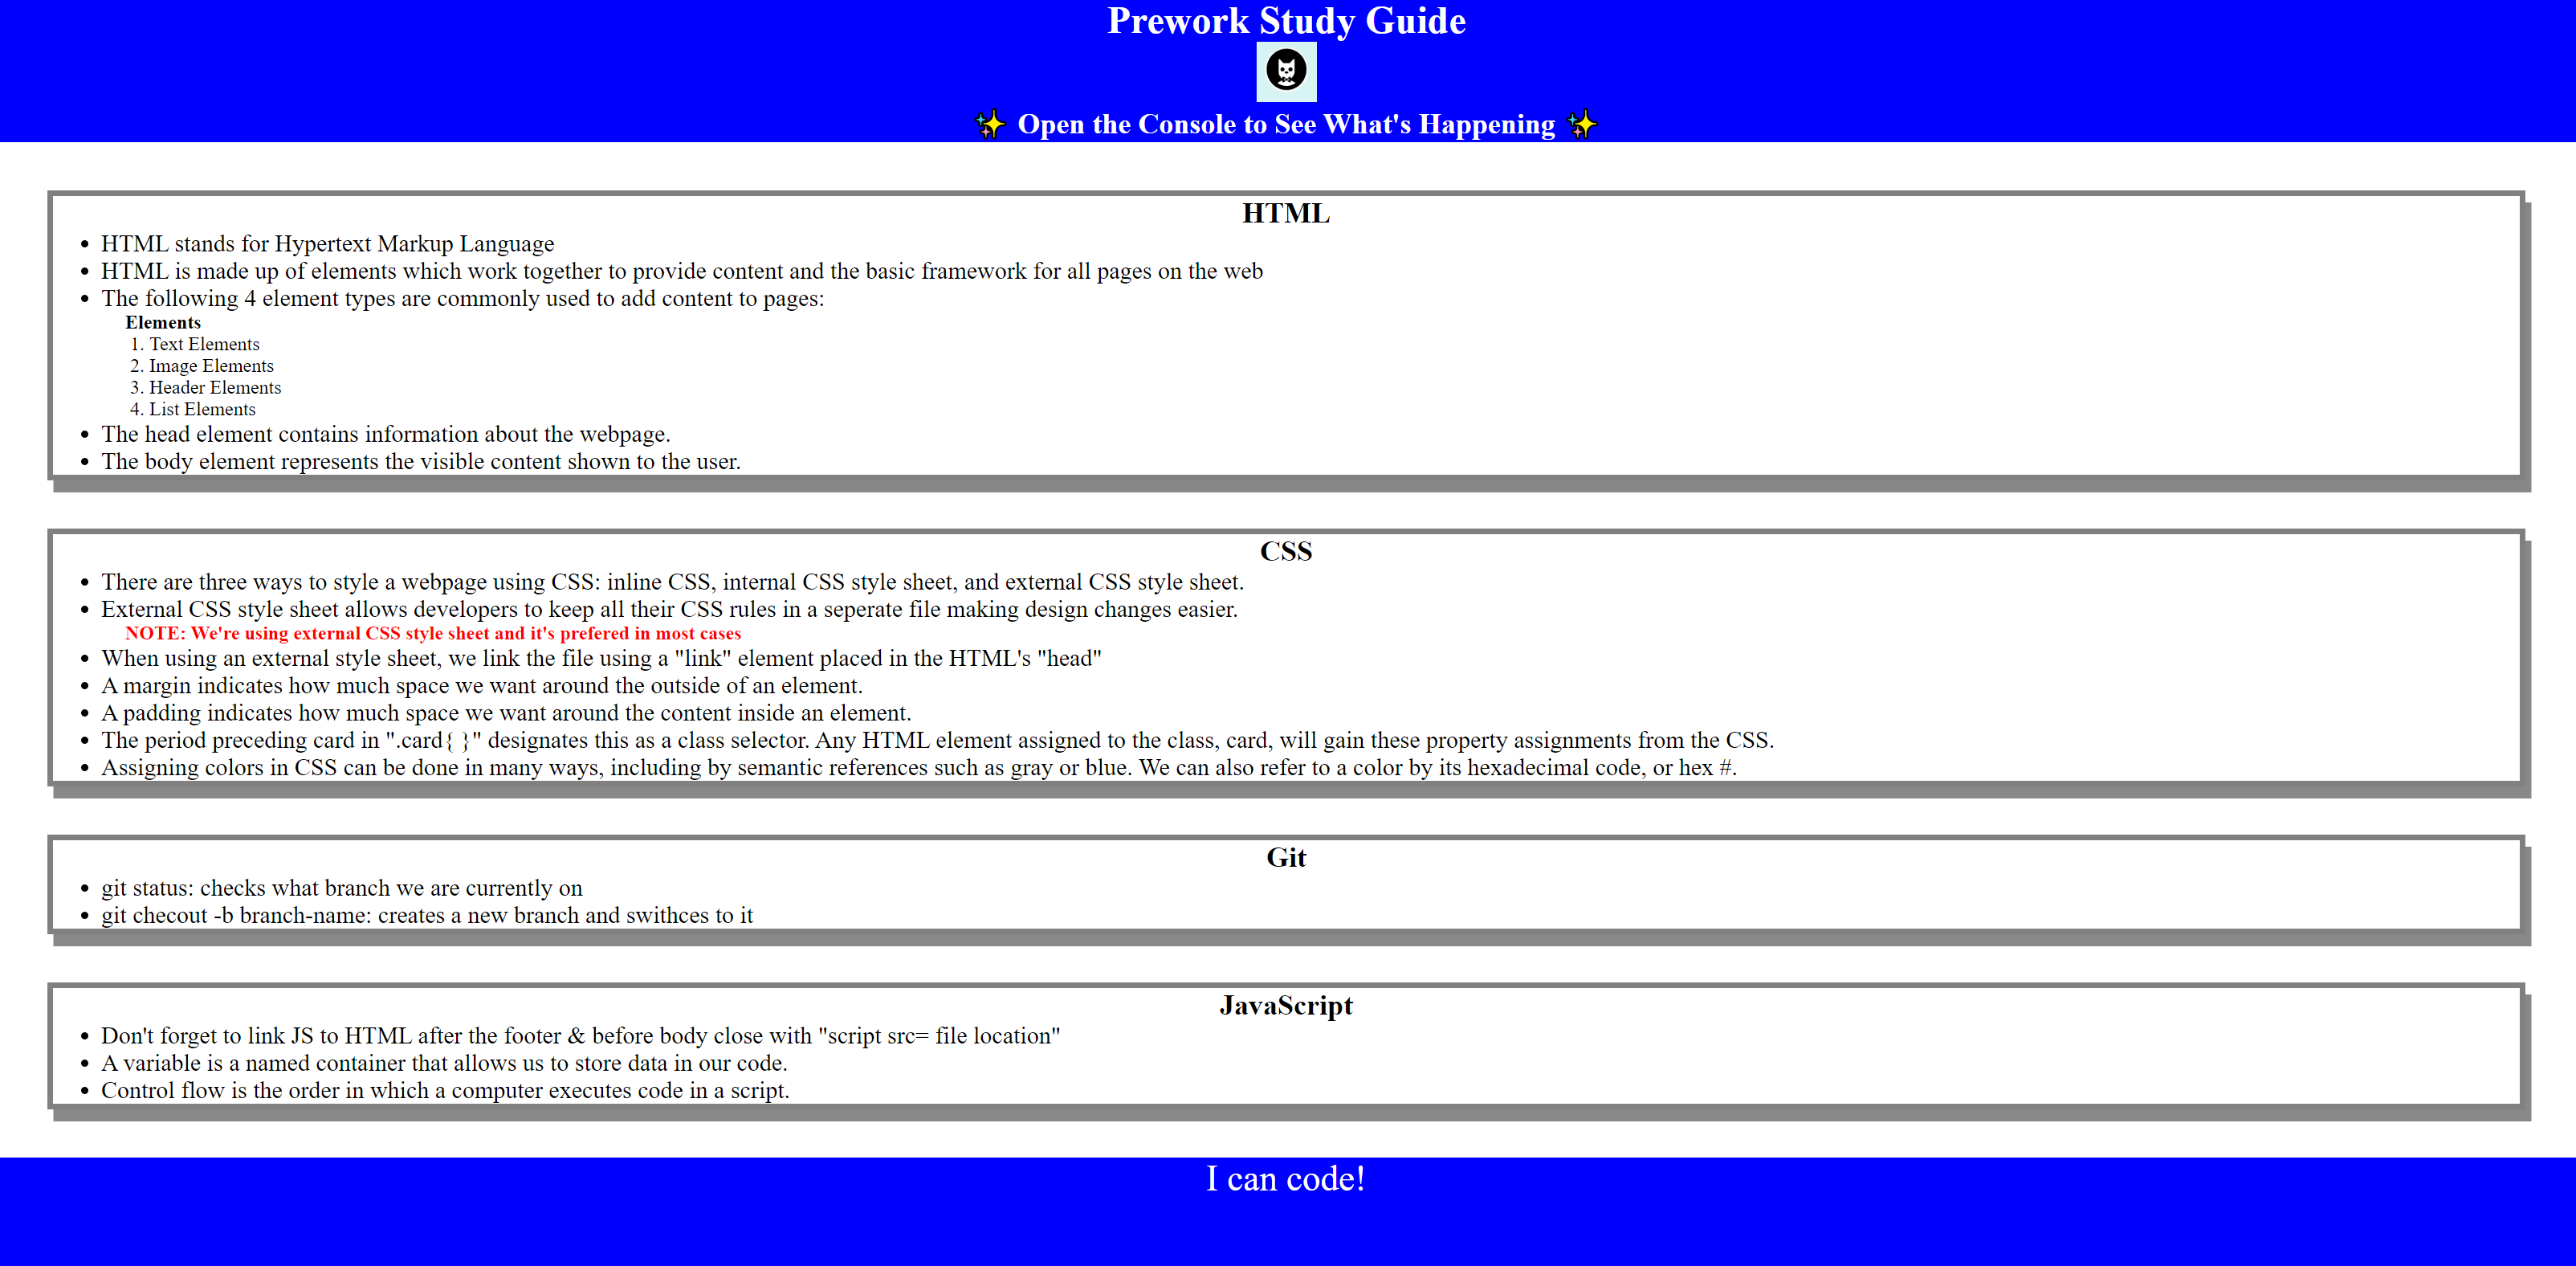 Prework Study Guide
✨ Open the Console to See What's Happening ✨
HTML
• HTML stands for Hypertext Markup Language
• HTML is made up of elements which work together to provide content and the basic framework for all pages on the web
• The following 4 element types are commonly used to add content to pages:
Elements
1. Text Elements
2. Image Elements
3. Header Elements
4. List Elements
• The head element contains information about the webpage.
• The body element represents the visible content shown to the user.
CSS
• There are three ways to style a webpage using CSS: inline CSS, internal CSS style sheet, and external CSS style sheet.
• External CSS style sheet allows developers to keep all their CSS rules in a seperate file making design changes easier.
NOTE: We're using external CSS style sheet and it's prefered in most cases
• When using an external style sheet, we link the file using a "link" element placed in the HTML's "head"
• A margin indicates how much space we want around the outside of an element.
• A padding indicates how much space we want around the content inside an element.
• The period preceding card in ".card{ }" designates this as a class selector. Any HTML element assigned to the class, card, will gain these property assignments from the CSS.
• Assigning colors in CSS can be done in many ways, including by semantic references such as gray or blue. We can also refer to a color by its hexadecimal code, or hex #.
Git
• git status: checks what branch we are currently on
• git checout -b branch-name: creates a new branch and swithces to it
JavaScript
• Don't forget to link JS to HTML after the footer & before body close with "script src= file location"
• A variable is a named container that allows us to store data in our code.
• Control flow is the order in which a computer executes code in a script.
I can code!